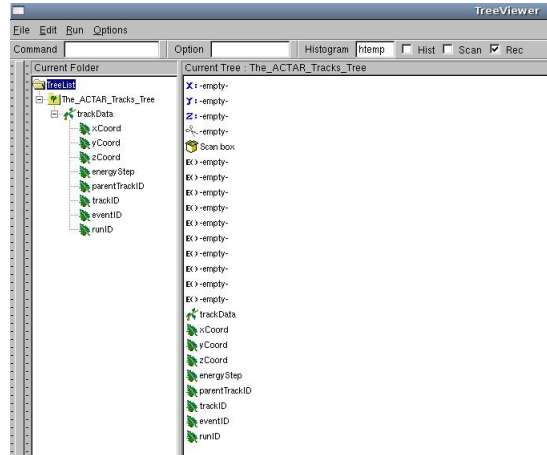 TreeViewer
File Edit Run Options
Command Option Histogram htemp Hist Scan Rec
Current Folder
TreeList
The_ACTAR_Tracks_Tree
trackData
xCoord
yCoord
zCoord
energyStep
parentTrackID
trackID
eventID
runID
Current Tree : The_ACTAR_Tracks_Tree
X: -empty-
Y: -empty-
Z: -empty-
-empty-
Scan box
E() -empty-
E() -empty-
E() -empty-
E() -empty-
E() -empty-
E() -empty-
E() -empty-
E() -empty-
E() -empty-
E() -empty-
trackData
xCoord
yCoord
zCoord
energyStep
parentTrackID
trackID
eventID
runID